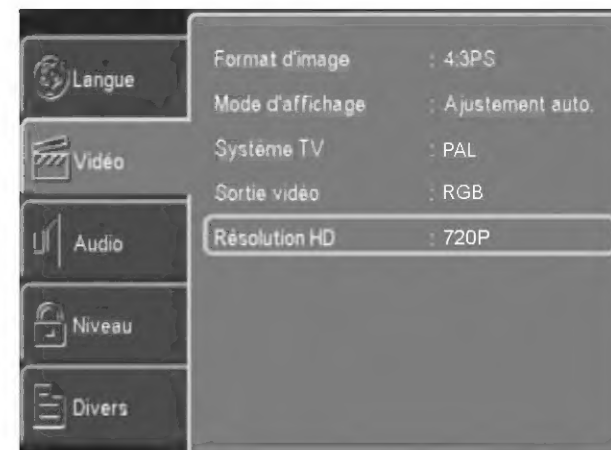 Langue
Vidéo
Audio
Niveau
Divers
Format d'image : 4:3PS
Mode d'affichage : Ajustement auto.
Système TV : PAL
Sortie vidéo : RGB
Résolution HD : 720P